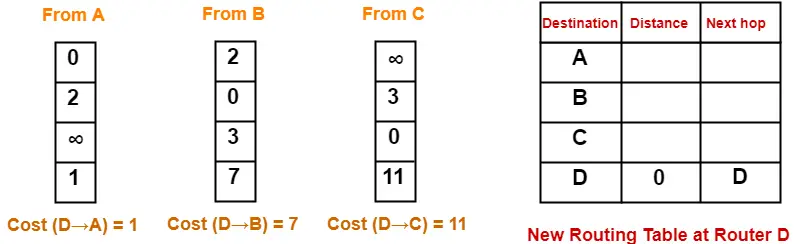 From A From B From C
0 2 ∞ Destination Distance Next hop
2 0 3 A
∞ 3 0 B
1 7 11 C
D 0 D
Cost (D→A) = 1 Cost (D→B) = 7 Cost (D→C) = 11
New Routing Table at Router D